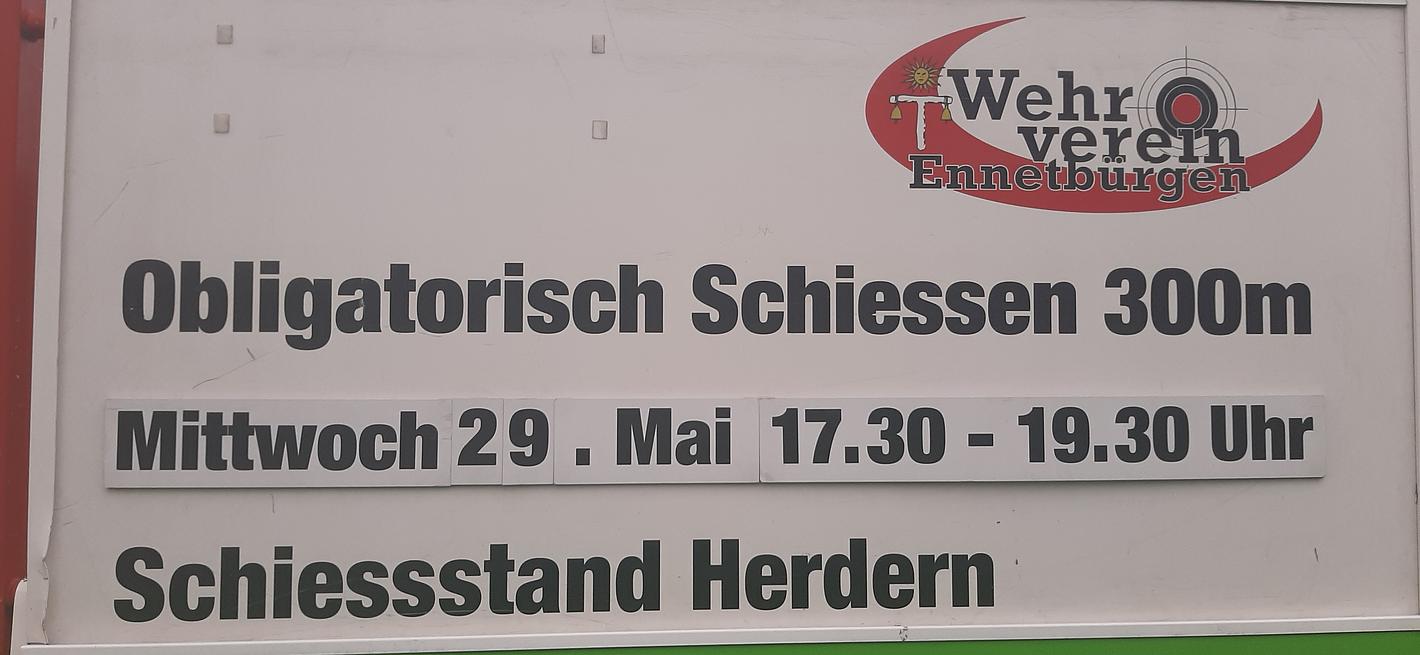 Wehr
verein
Ennetbürgen
Obligatorisch Schiessen 300m
Mittwoch 29. Mai 17.30 - 19.30 Uhr
Schiessstand Herdern